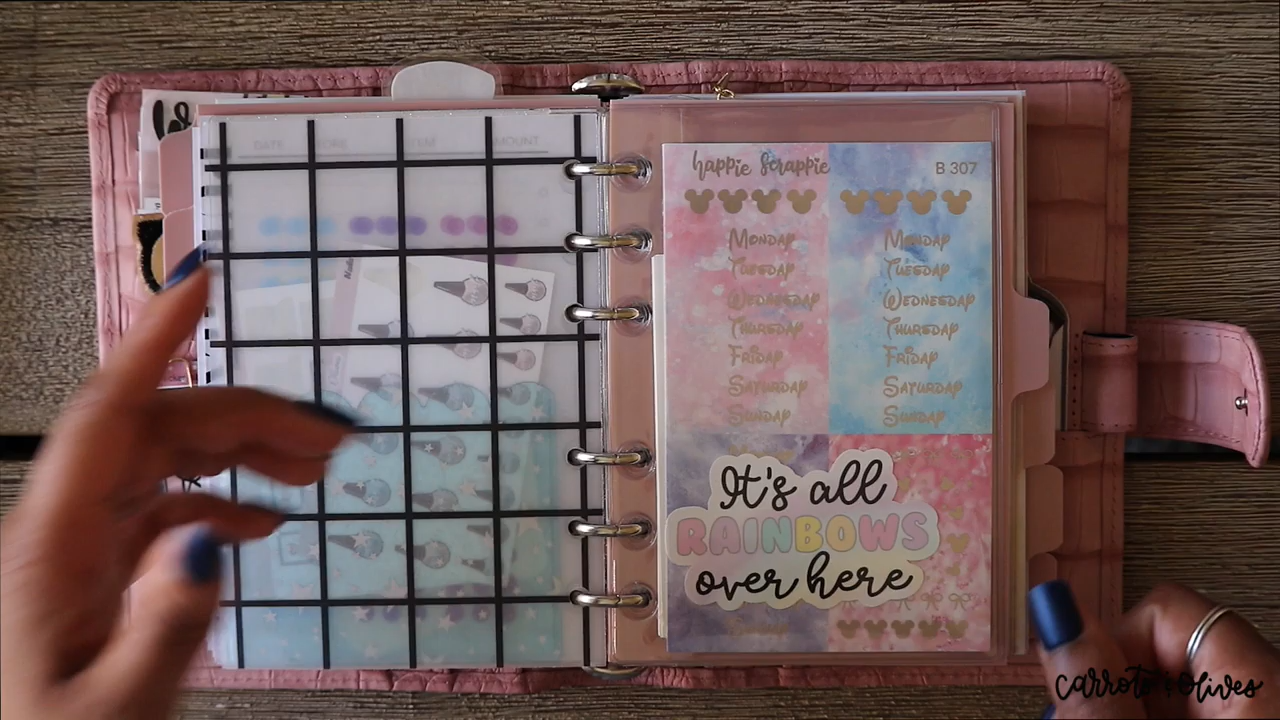 DATE
AMOUNT
happie scrappie
B 307
Monday
Tuesday
Wednesday
Thursday
Friday
Saturday
Sunday
Monday
Tuesday
Wednesday
Thursday
Friday
Saturday
Sunday
It's all
RAINBOWS
over here
Carrots & Olives